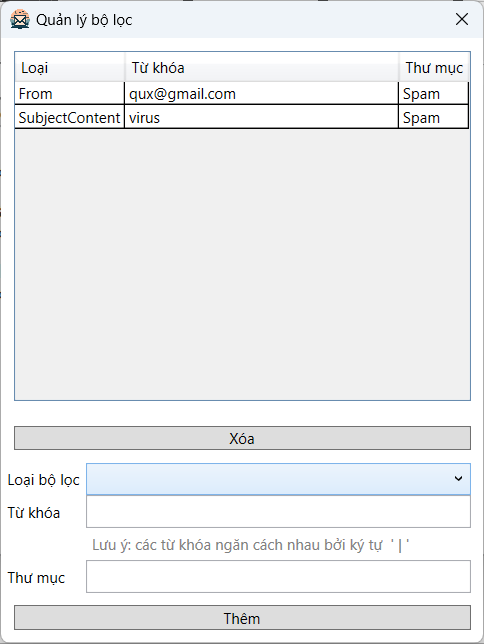 Quản lý bộ lọc
Loại Từ khóa Thư mục
From qux@gmail.com Spam
SubjectContent virus Spam
Xóa
Loại bộ lọc
Từ khóa
Lưu ý: các từ khóa ngăn cách nhau bởi ký tự ' | '
Thư mục
Thêm